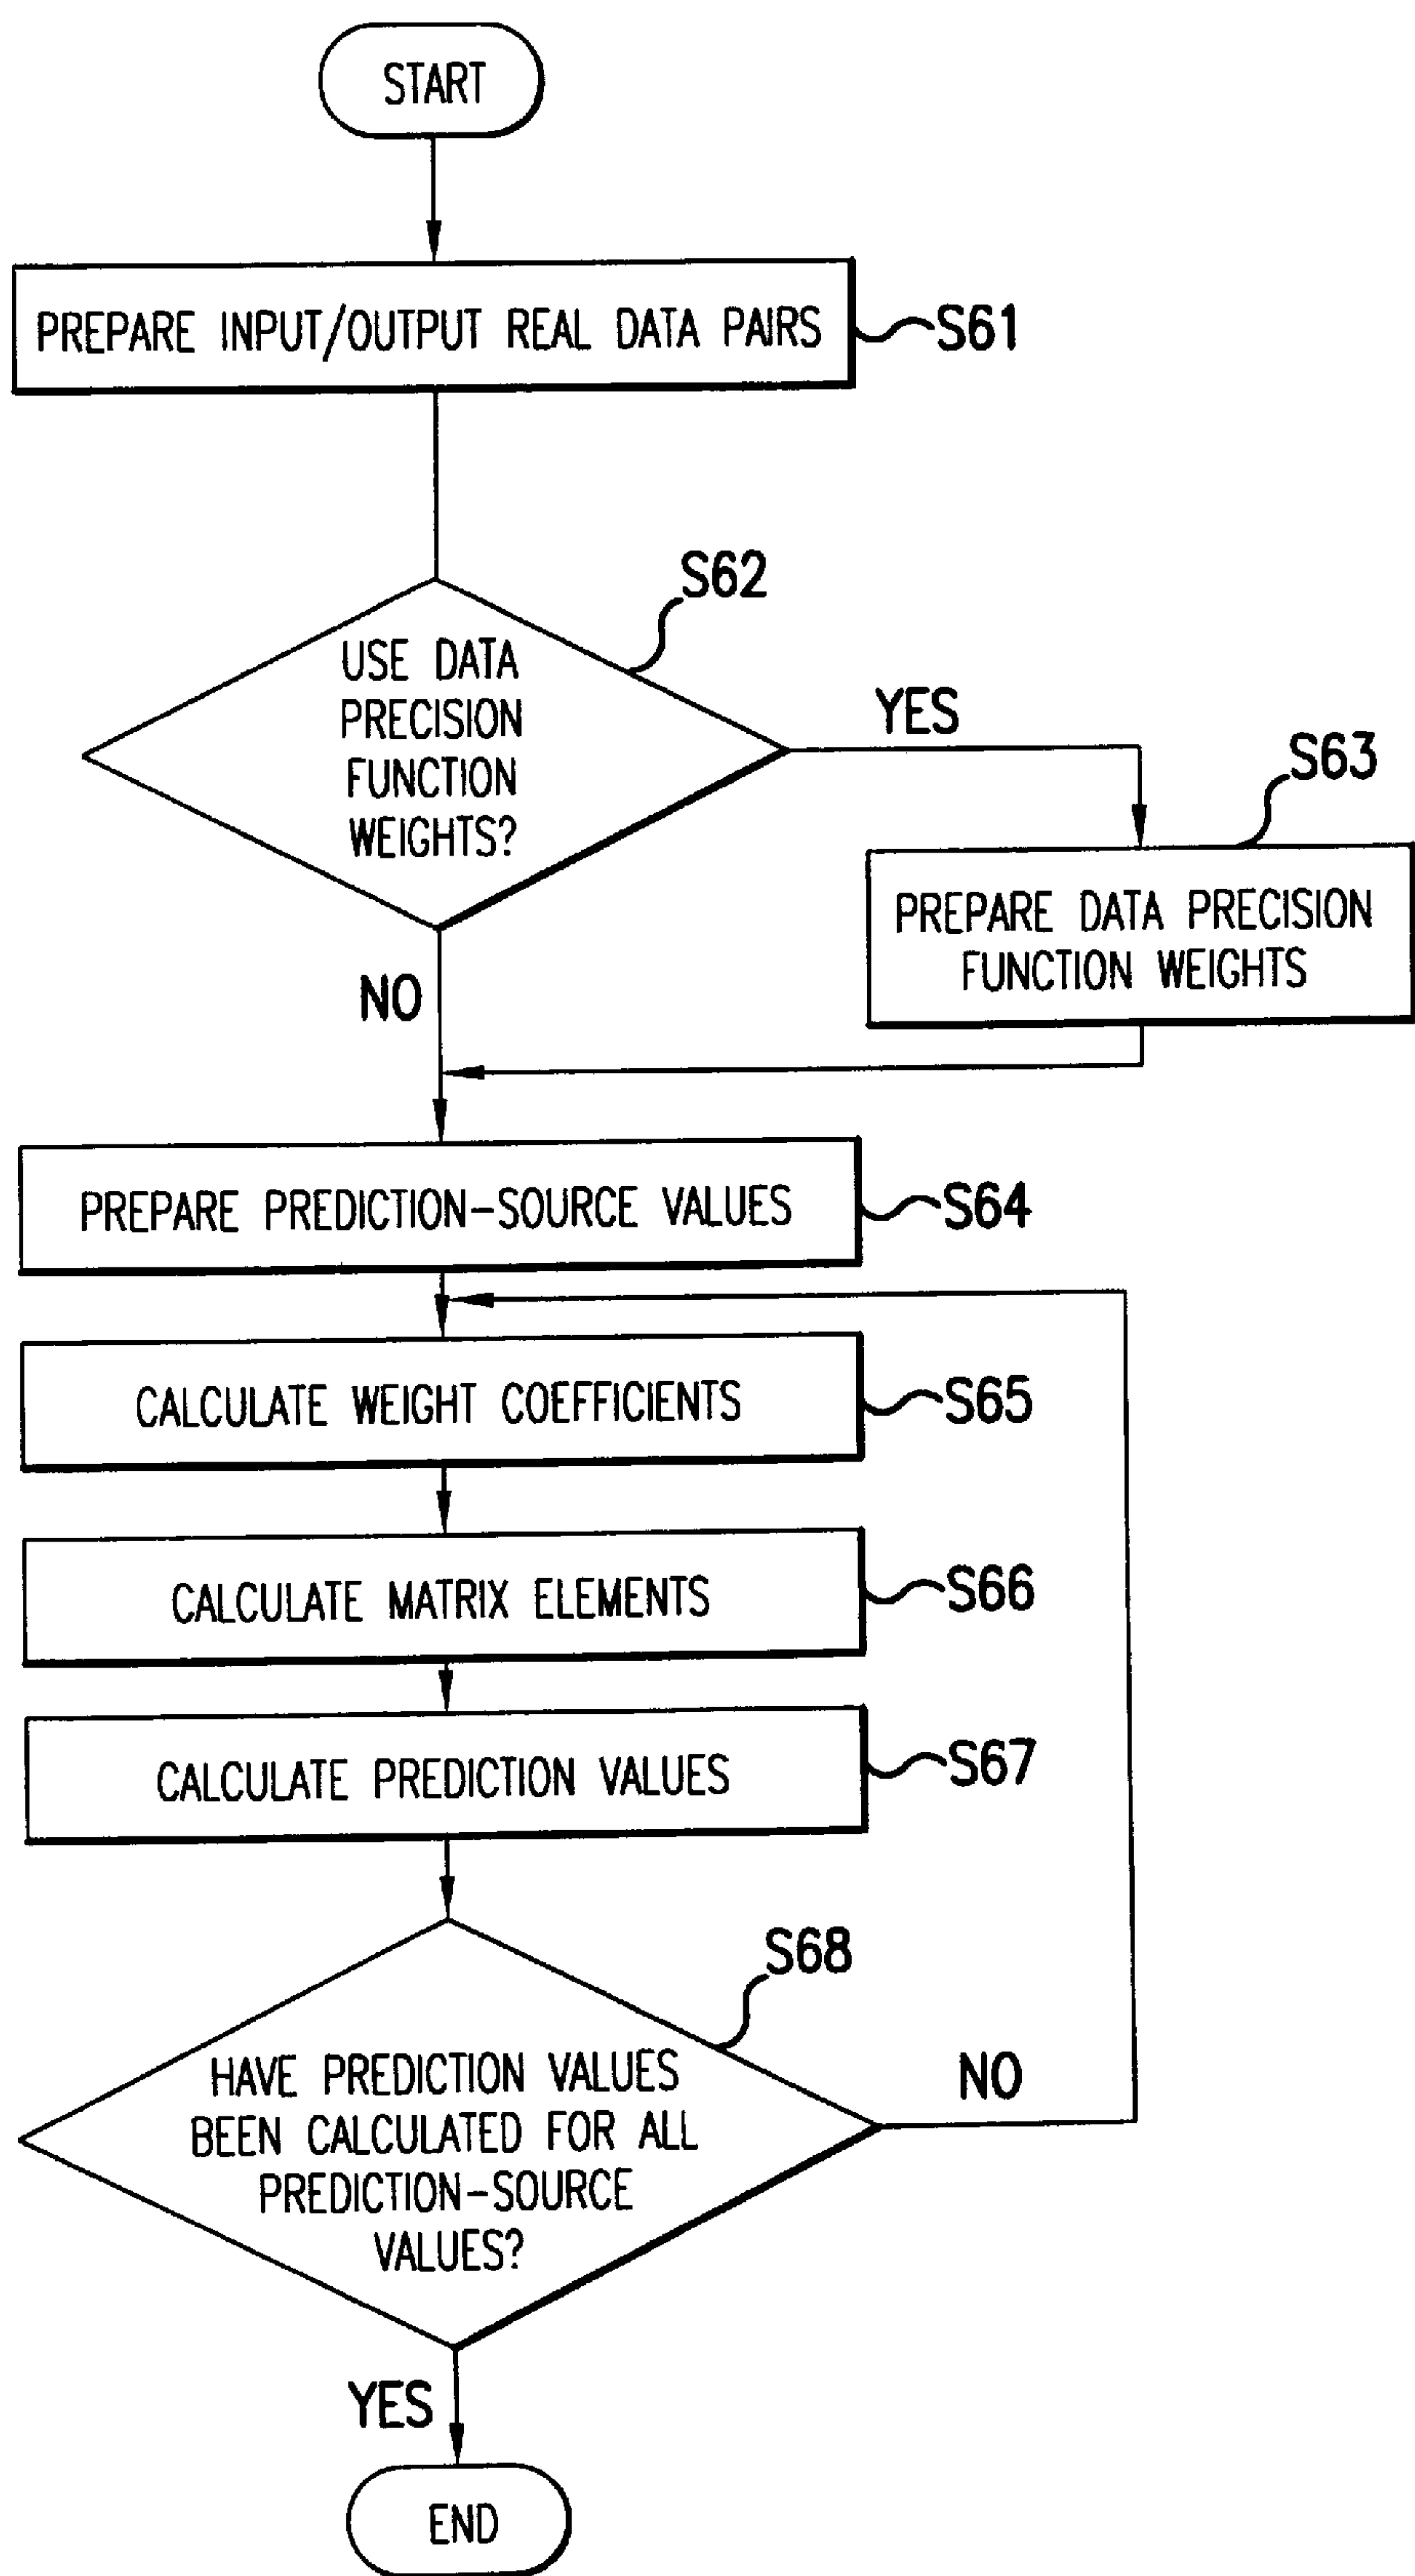 START
PREPARE INPUT/OUTPUT REAL DATA PAIRS
S61
S62
USE DATA
PRECISION
FUNCTION
WEIGHTS?
YES
S63
PREPARE DATA PRECISION
FUNCTION WEIGHTS
NO
PREPARE PREDICTION-SOURCE VALUES
S64
CALCULATE WEIGHT COEFFICIENTS
S65
CALCULATE MATRIX ELEMENTS
S66
CALCULATE PREDICTION VALUES
S67
S68
HAVE PREDICTION VALUES
BEEN CALCULATED FOR ALL
PREDICTION-SOURCE
VALUES?
NO
YES
END